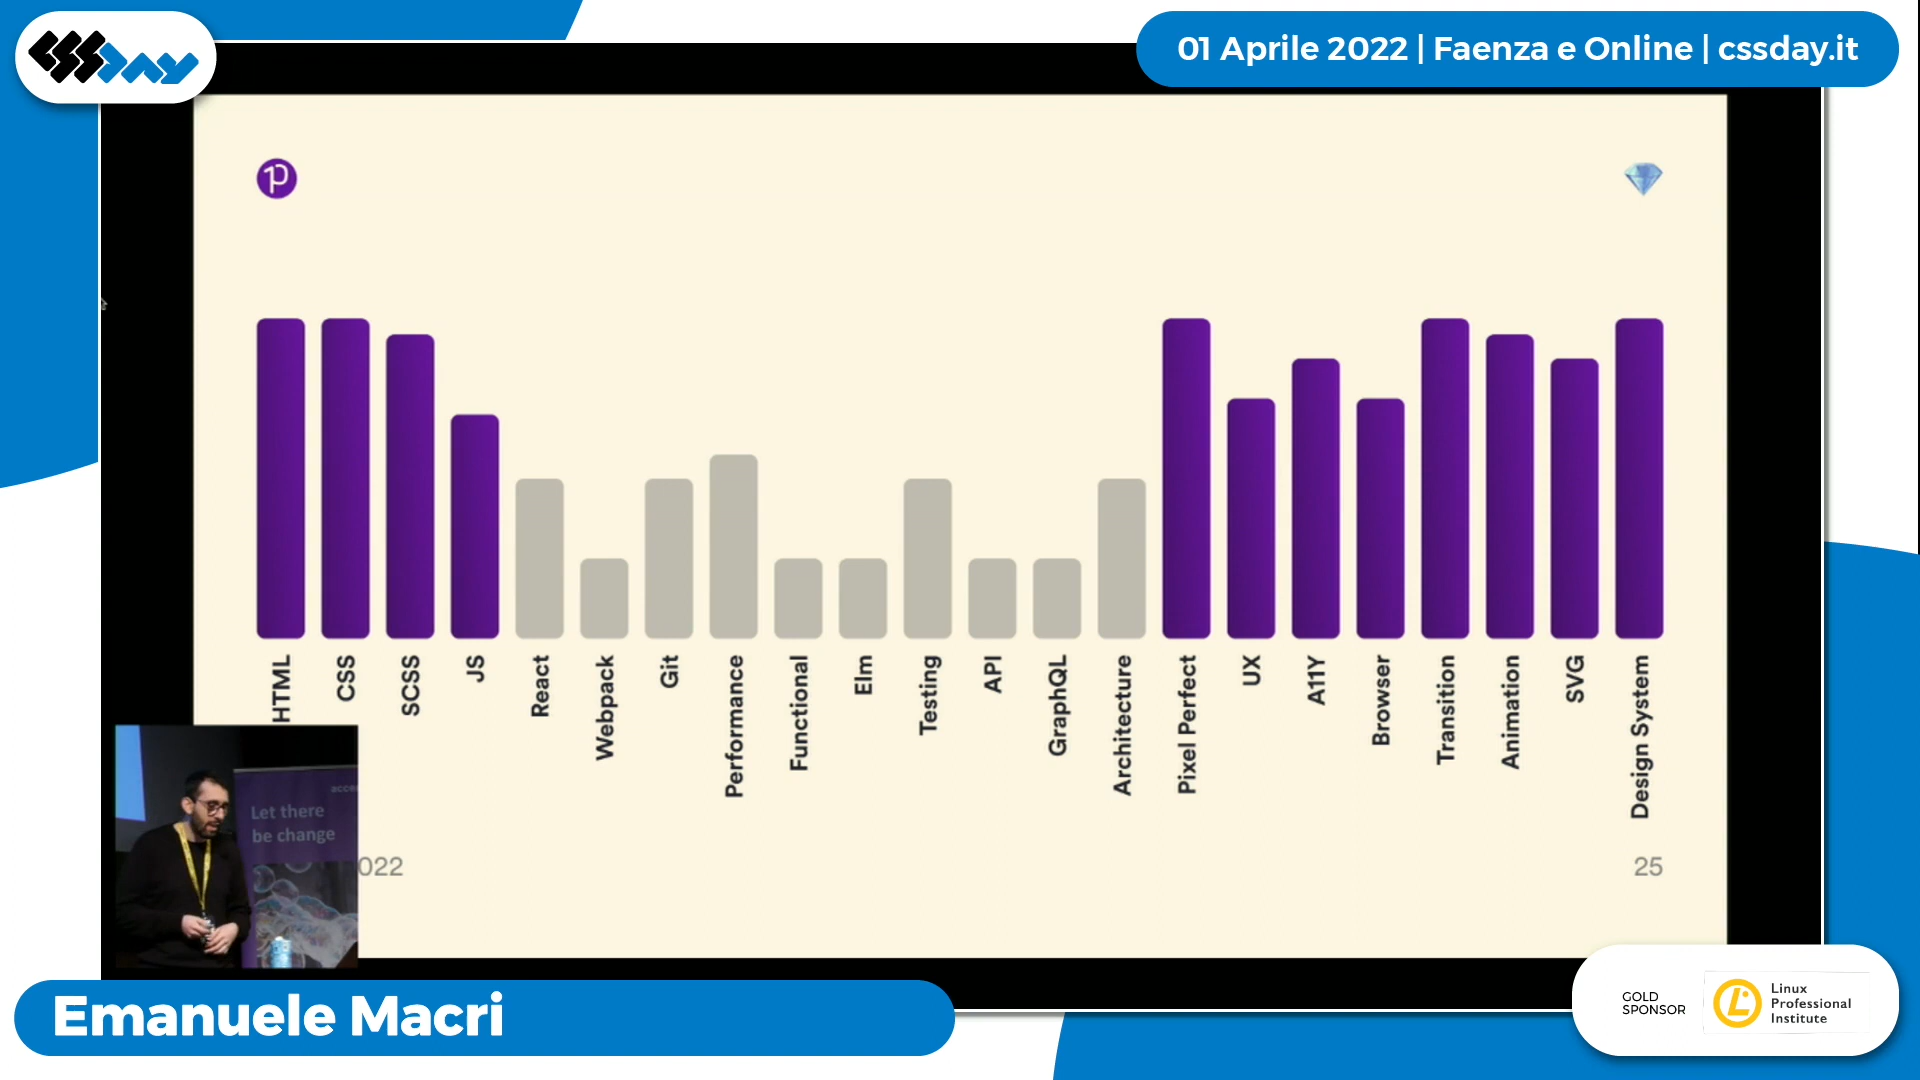 CSSDAY
01 Aprile 2022 | Faenza e Online | cssday.it
HTML
CSS
SCSS
JS
React
Webpack
Git
Performance
Functional
Elm
Testing
API
GraphQL
Architecture
Pixel Perfect
UX
A11Y
Browser
Transition
Animation
SVG
Design System
Let there
be change
022
25
Emanuele Macri
GOLD
SPONSOR
Linux
Professional
Institute